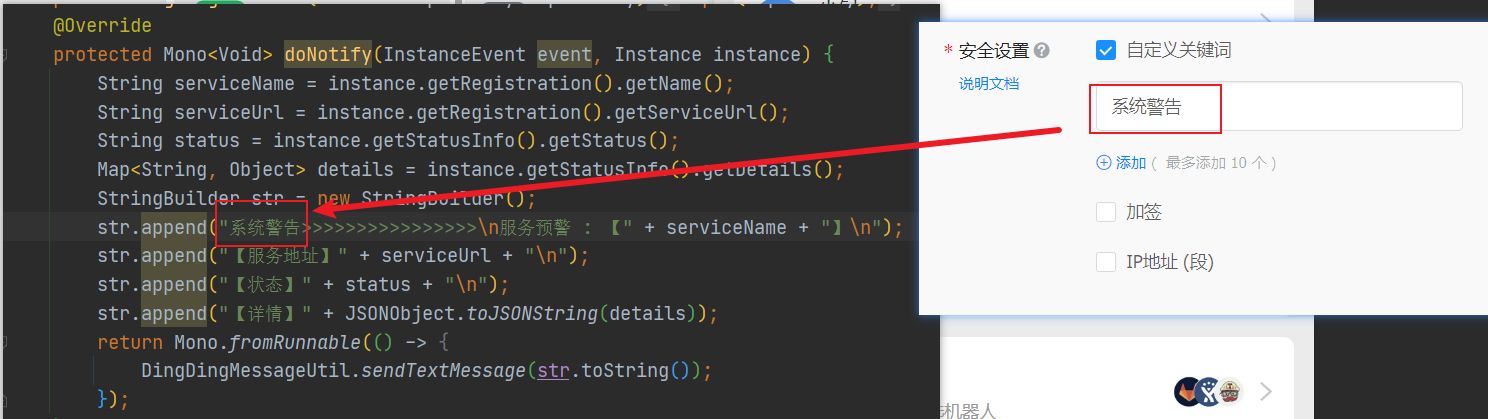 @Override
protected Mono<Void> doNotify(InstanceEvent event, Instance instance) {
String serviceName = instance.getRegistration().getName();
String serviceUrl = instance.getRegistration().getServiceUrl();
String status = instance.getStatusInfo().getStatus();
Map<String, Object> details = instance.getStatusInfo().getDetails();
StringBuilder str = new StringBuilder();
str.append("系统警告>>>>>>>>>>>>>>>>\n服务预警 : 【" + serviceName + "】\n");
str.append("【服务地址】" + serviceUrl + "\n");
str.append("【状态】" + status + "\n");
str.append("【详情】" + JSONObject.toJSONString(details));
return Mono.fromRunnable(() -> {
DingDingMessageUtil.sendTextMessage(str.toString());
});
* 安全设置 ?
说明文档
自定义关键词
系统警告
添加 ( 最多添加 10 个 )
加签
IP地址 (段)
机器人